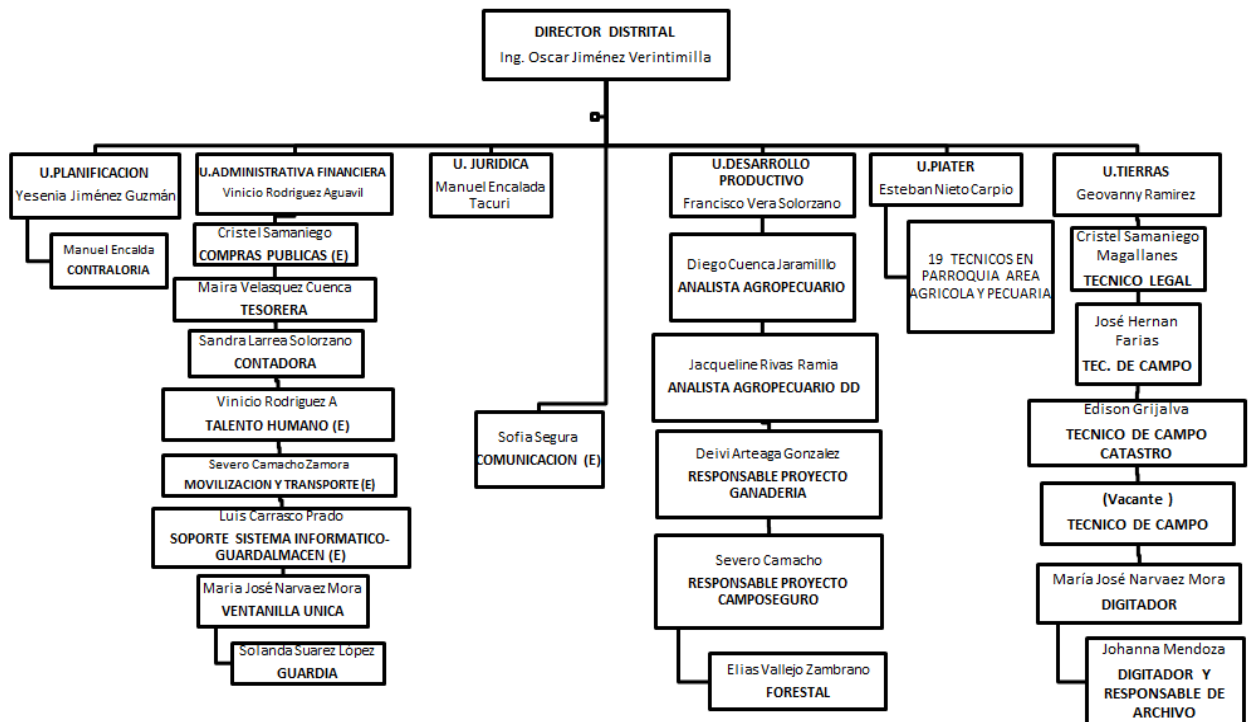 DIRECTOR DISTRITAL
Ing. Oscar Jiménez Verintimilla
U.PLANIFICACION
Yesenia Jiménez Guzmán
Manuel Encalda
CONTRALORIA
U.ADMINISTRATIVA FINANCIERA
Vinicio Rodriguez Aguavil
Cristel Samaniego
COMPRAS PUBLICAS (E)
Maira Velasquez Cuenca
TESORERA
Sandra Larrea Solorzano
CONTADORA
Vinicio Rodriguez A
TALENTO HUMANO (E)
Severo Camacho Zamora
MOVILIZACION Y TRANSPORTE (E)
Luis Carrasco Prado
SOPORTE SISTEMA INFORMATICO-
GUARDALMACEN (E)
Maria José Narvaez Mora
VENTANILLA UNICA
Solanda Suarez López
GUARDIA
U. JURIDICA
Manuel Encalada
Tacuri
Sofia Segura
COMUNICACION (E)
U.DESARROLLO
PRODUCTIVO
Francisco Vera Solorzano
Diego Cuenca Jaramilllo
ANALISTA AGROPECUARIO
Jacqueline Rivas Ramia
ANALISTA AGROPECUARIO DD
Deivi Arteaga Gonzalez
RESPONSABLE PROYECTO
GANADERIA
Severo Camacho
RESPONSABLE PROYECTO
CAMPOSEGURO
Elias Vallejo Zambrano
FORESTAL
U.PIATER
Esteban Nieto Carpio
19 TECNICOS EN
PARROQUIA AREA
AGRICOLA Y PECUARIA
U.TIERRAS
Geovanny Ramirez
Cristel Samaniego
Magallanes
TECNICO LEGAL
José Hernan
Farias
TEC. DE CAMPO
Edison Grijalva
TECNICO DE CAMPO
CATASTRO
(Vacante )
TECNICO DE CAMPO
María José Narvaez Mora
DIGITADOR
Johanna Mendoza
DIGITADOR Y
RESPONSABLE DE
ARCHIVO